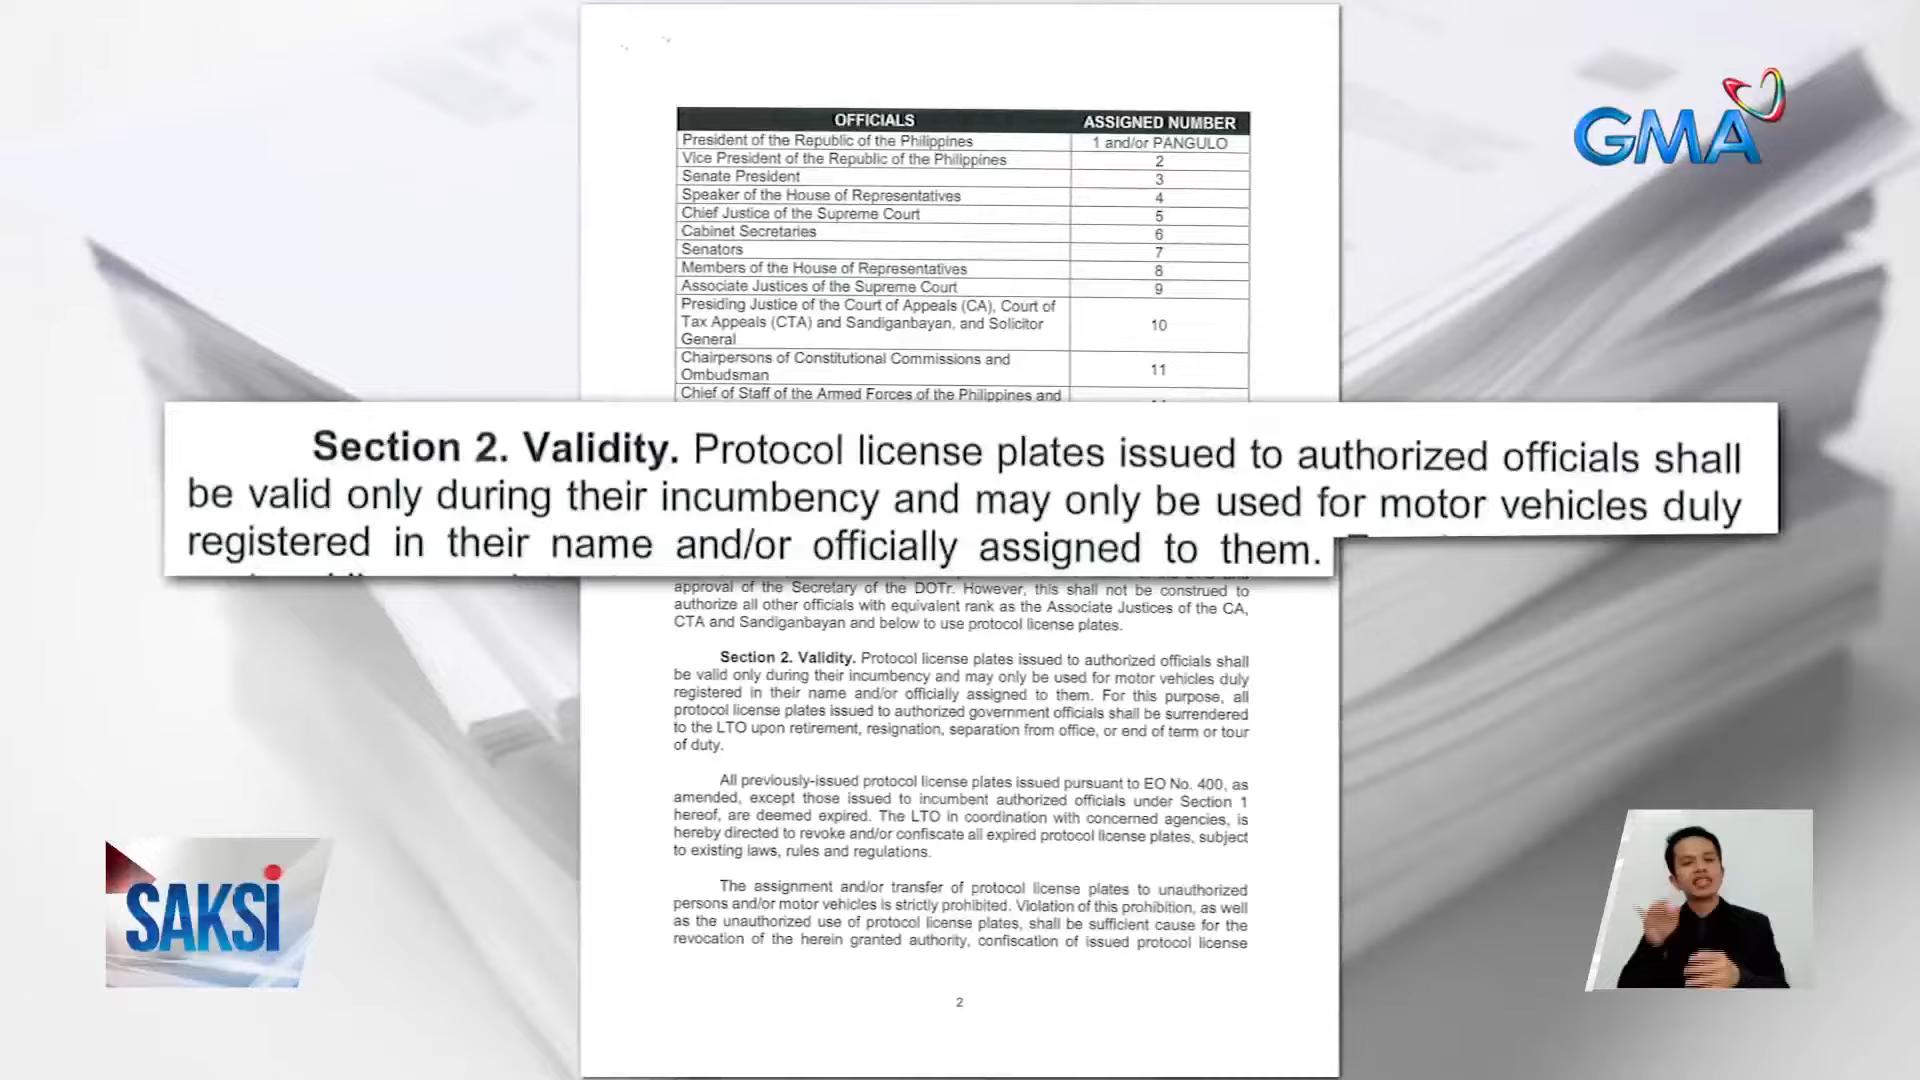 OFFICIALS ASSIGNED NUMBER
President of the Republic of the Philippines 1 and/or PANGULO
Vice President of the Republic of the Philippines 2
Senate President 3
Speaker of the House of Representatives 4
Chief Justice of the Supreme Court 5
Cabinet Secretaries 6
Senators 7
Members of the House of Representatives 8
Associate Justices of the Supreme Court 9
Presiding Justice of the Court of Appeals (CA), Court of
Tax Appeals (CTA) and Sandiganbayan, and Solicitor 10
General
Chairpersons of Constitutional Commissions and
Ombudsman 11
Chief of Staff of the Armed Forces of the Philippines and
GMA
Section 2. Validity. Protocol license plates issued to authorized officials shall
be valid only during their incumbency and may only be used for motor vehicles duly
registered in their name and/or officially assigned to them.
approval of the Secretary of the DOTr. However, this shall not be construed to
authorize all other officials with equivalent rank as the Associate Justices of the CA,
CTA and Sandiganbayan and below to use protocol license plates.
Section 2. Validity. Protocol license plates issued to authorized officials shall
be valid only during their incumbency and may only be used for motor vehicles duly
registered in their name and/or officially assigned to them. For this purpose, all
protocol license plates issued to authorized government officials shall be surrendered
to the LTO upon retirement, resignation, separation from office, or end of term or tour
of duty.
All previously-issued protocol license plates issued pursuant to EO No. 400, as
amended, except those issued to incumbent authorized officials under Section 1
hereof, are deemed expired. The LTO in coordination with concerned agencies, is
hereby directed to revoke and/or confiscate all expired protocol license plates, subject
to existing laws, rules and regulations.
The assignment and/or transfer of protocol license plates to unauthorized
persons and/or motor vehicles is strictly prohibited. Violation of this prohibition, as well
as the unauthorized use of protocol license plates, shall be sufficient cause for the
revocation of the herein granted authority, confiscation of issued protocol license
2
SAKSI